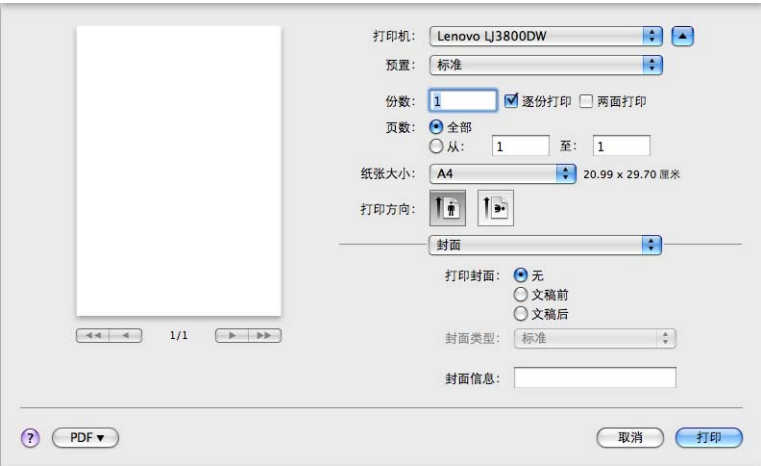 打印机: Lenovo LJ3800DW
预置: 标准
份数: 1 逐份打印 两面打印
页数: 全部
从: 1 至: 1
纸张大小: A4 20.99 x 29.70 厘米
打印方向:
封面
打印封面: 无
文稿前
文稿后
1/1
封面类型: 标准
封面信息:
? PDF▼ 取消 打印